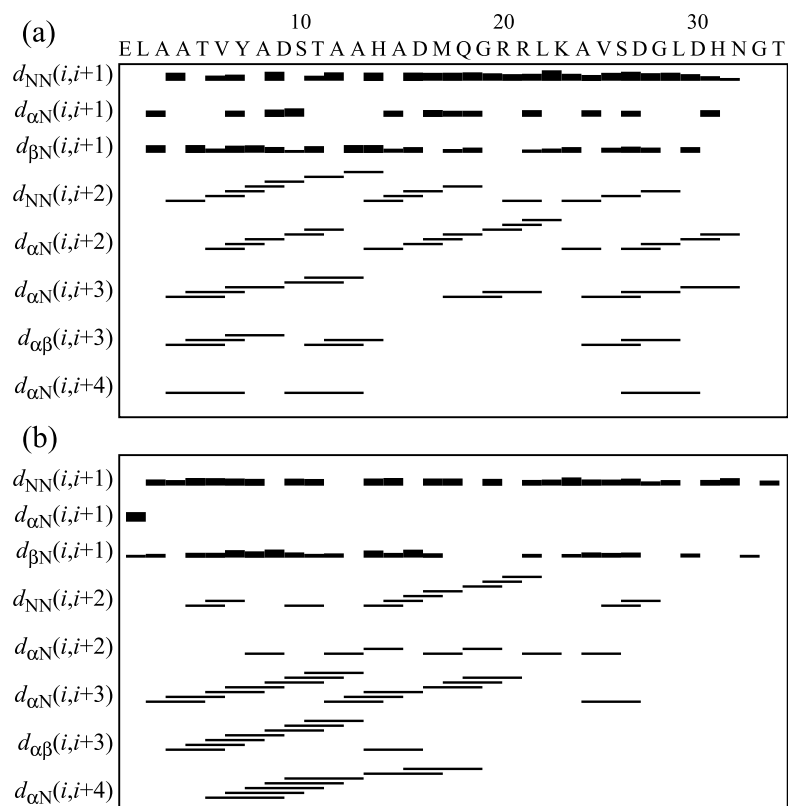 (a)
10 20 30
E L A A T V Y A D S T A A H A D M Q G R R L K A V S D G L D H N G T
dNN(i,i+1)
dαN(i,i+1)
dβN(i,i+1)
dNN(i,i+2)
dαN(i,i+2)
dαN(i,i+3)
dαβ(i,i+3)
dαN(i,i+4)
(b)
dNN(i,i+1)
dαN(i,i+1)
dβN(i,i+1)
dNN(i,i+2)
dαN(i,i+2)
dαN(i,i+3)
dαβ(i,i+3)
dαN(i,i+4)